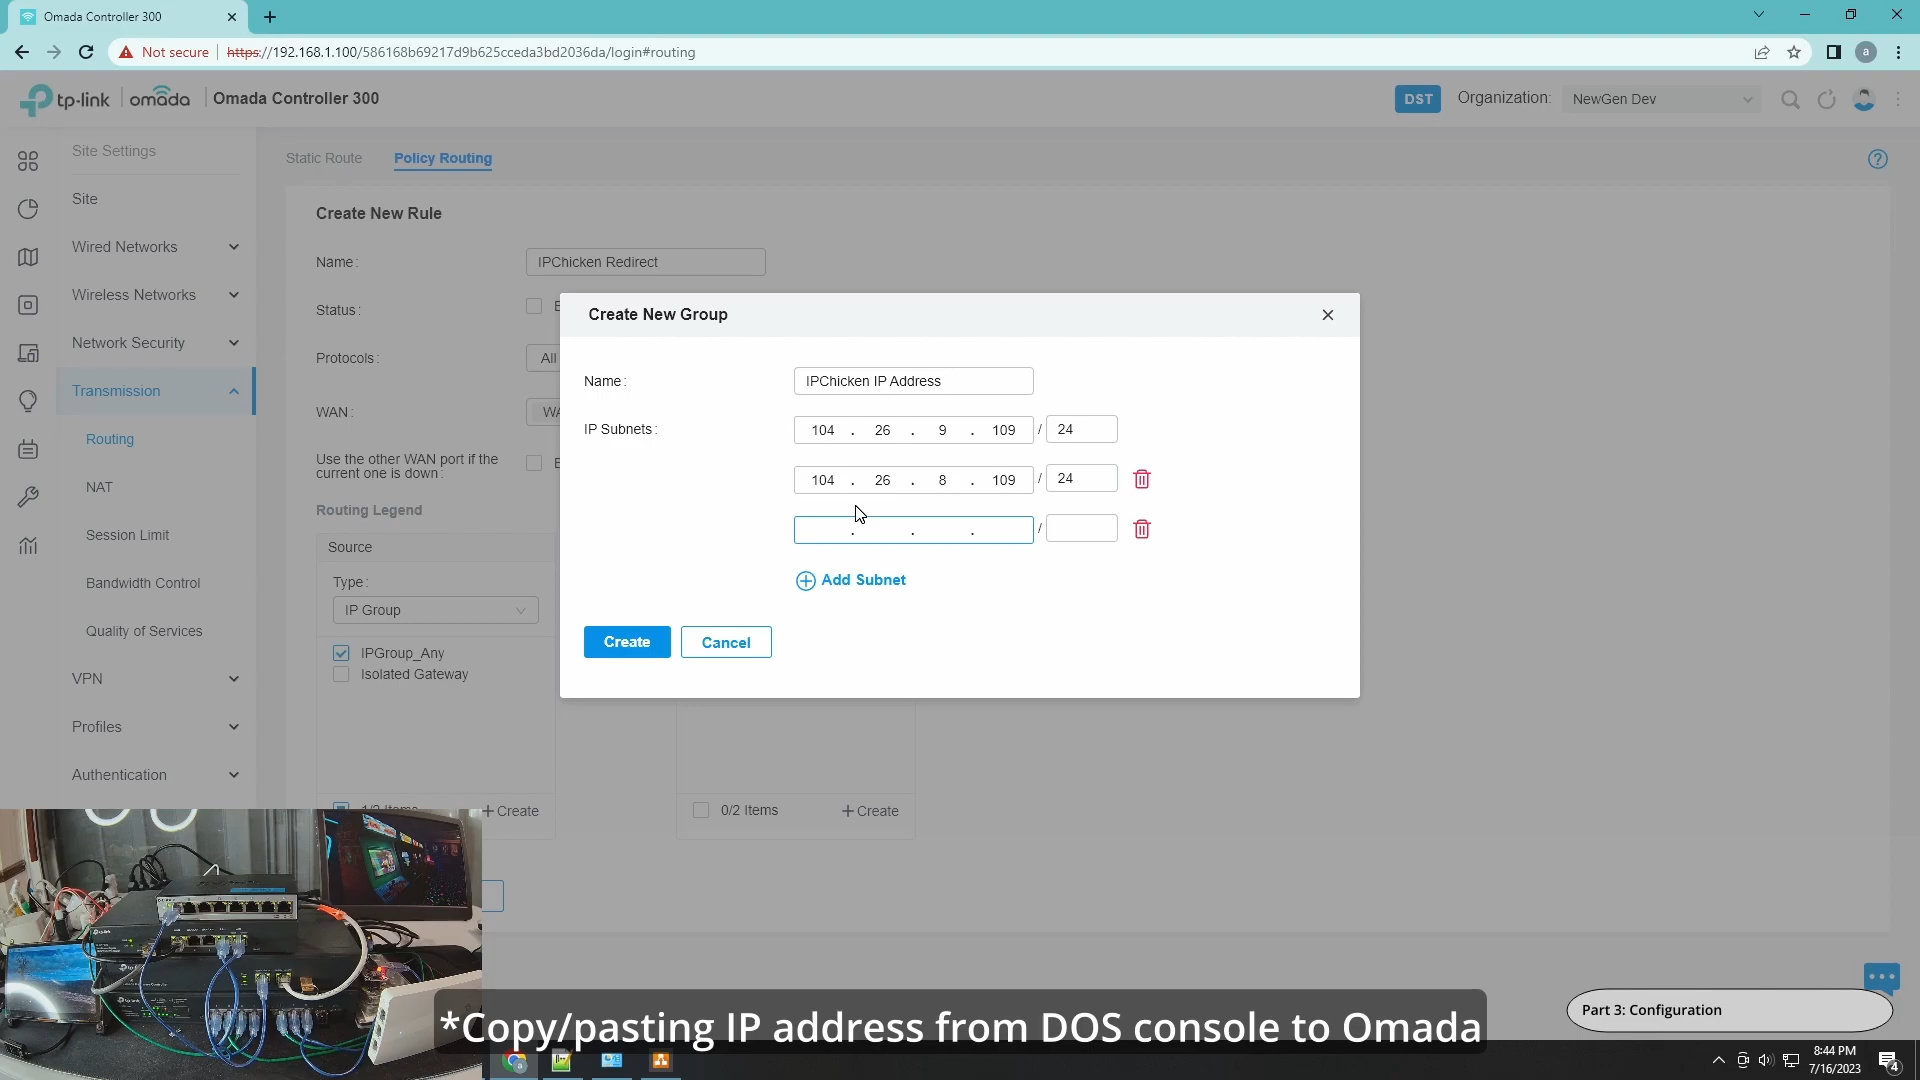 Omada Controller 300
Not secure
https://192.168.1.100/586168b69217d9b625cceda3bd2036da/login#routing
a
tp-link
omada
Omada Controller 300
DST
Organization:
NewGen Dev
Site Settings
Static Route
Policy Routing
Site
Wired Networks
Wireless Networks
Network Security
Transmission
Routing
NAT
Session Limit
Bandwidth Control
Quality of Services
VPN
Profiles
Authentication
Create New Rule
Name:
IPChicken Redirect
Status:
Protocols:
All
WAN:
Use the other WAN port if the
current one is down:
Routing Legend
Source
Type:
IP Group
IPGroup_Any
Isolated Gateway
1/2 Items
+ Create
0/2 Items
+ Create
Create New Group
Name:
IPChicken IP Address
IP Subnets:
104 . 26 . 9 . 109 / 24
104 . 26 . 8 . 109 / 24
. . . /
Add Subnet
Create
Cancel
Part 3: Configuration
*Copy/pasting IP address from DOS console to Omada
8:44 PM
7/16/2023
4